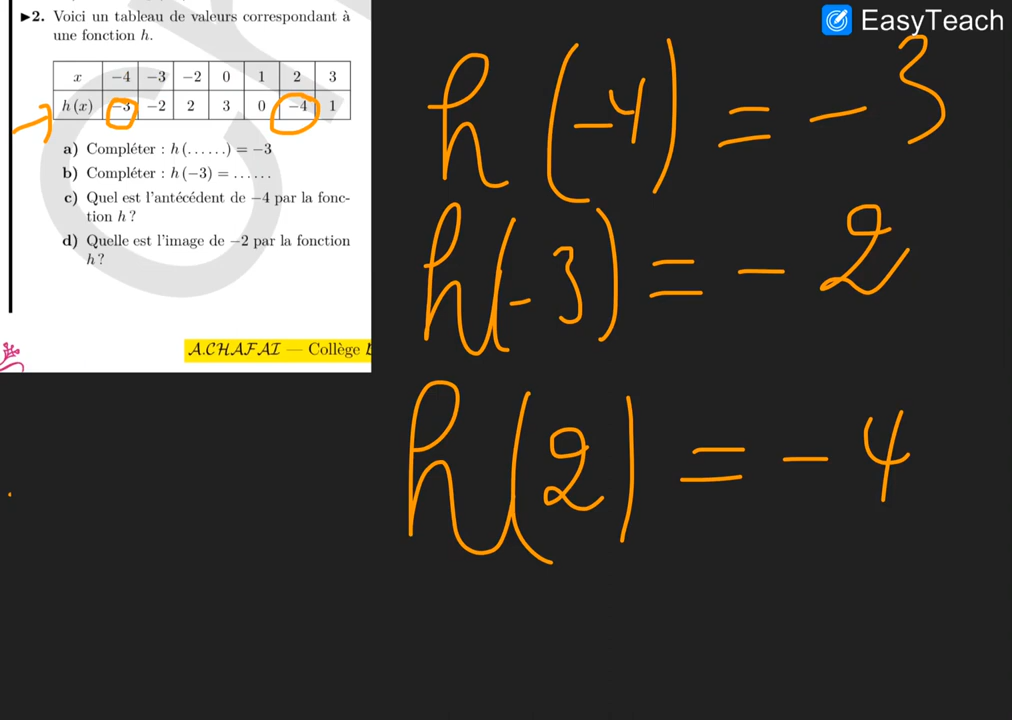 ▶2. Voici un tableau de valeurs correspondant à
une fonction h.
x −4 −3 −2 0 1 2 3
h(x) −3 −2 2 3 0 −4 1
a) Compléter : h(......) = −3
b) Compléter : h(−3) = ......
c) Quel est l'antécédent de −4 par la fonc-
tion h ?
d) Quelle est l'image de −2 par la fonction
h ?
A.CHAFAI — Collège
EasyTeach
h(-4) = -3
h(-3) = -2
h(2) = -4